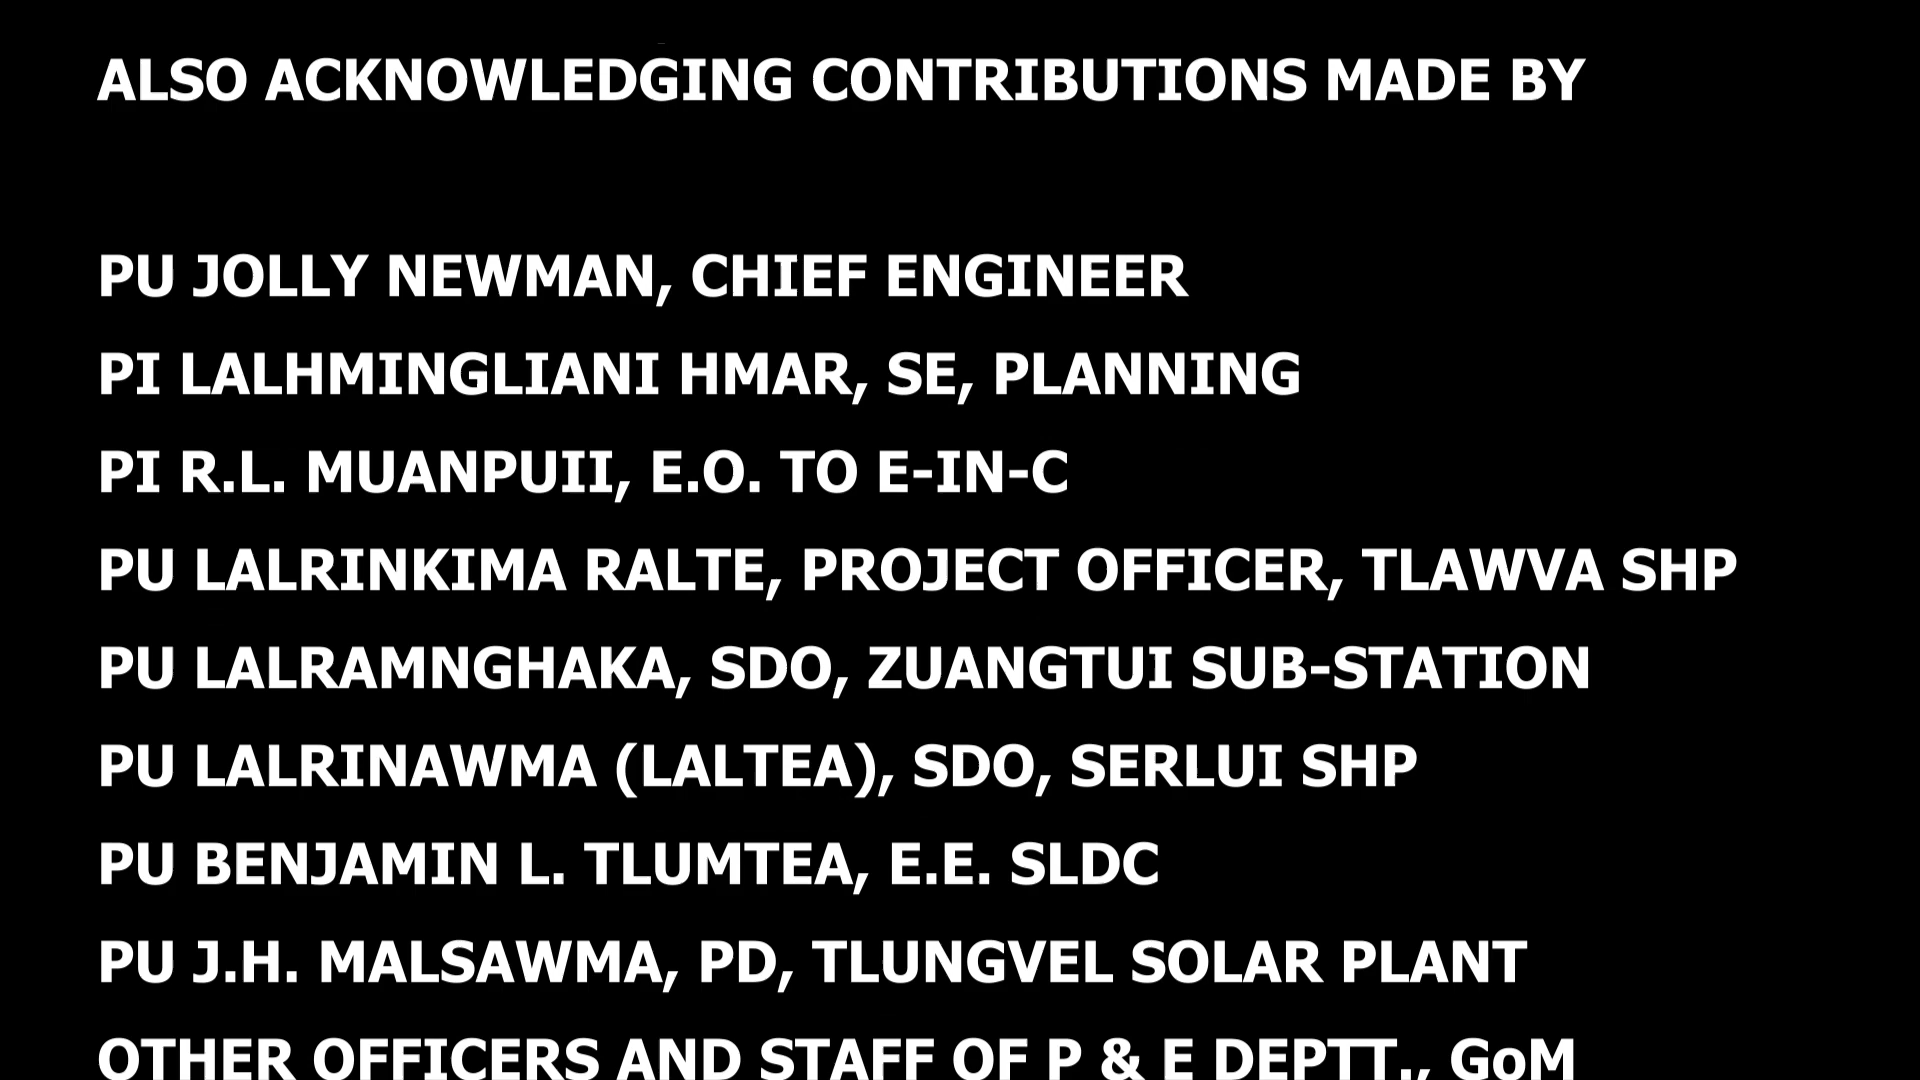 ALSO ACKNOWLEDGING CONTRIBUTIONS MADE BY
PU JOLLY NEWMAN, CHIEF ENGINEER
PI LALHMINGLIANI HMAR, SE, PLANNING
PI R.L. MUANPUII, E.O. TO E-IN-C
PU LALRINKIMA RALTE, PROJECT OFFICER, TLAWVA SHP
PU LALRAMNGHAKA, SDO, ZUANGTUI SUB-STATION
PU LALRINAWMA (LALTEA), SDO, SERLUI SHP
PU BENJAMIN L. TLUMTEA, E.E. SLDC
PU J.H. MALSAWMA, PD, TLUNGVEL SOLAR PLANT
OTHER OFFICERS AND STAFF OF P & E DEPTT., GoM